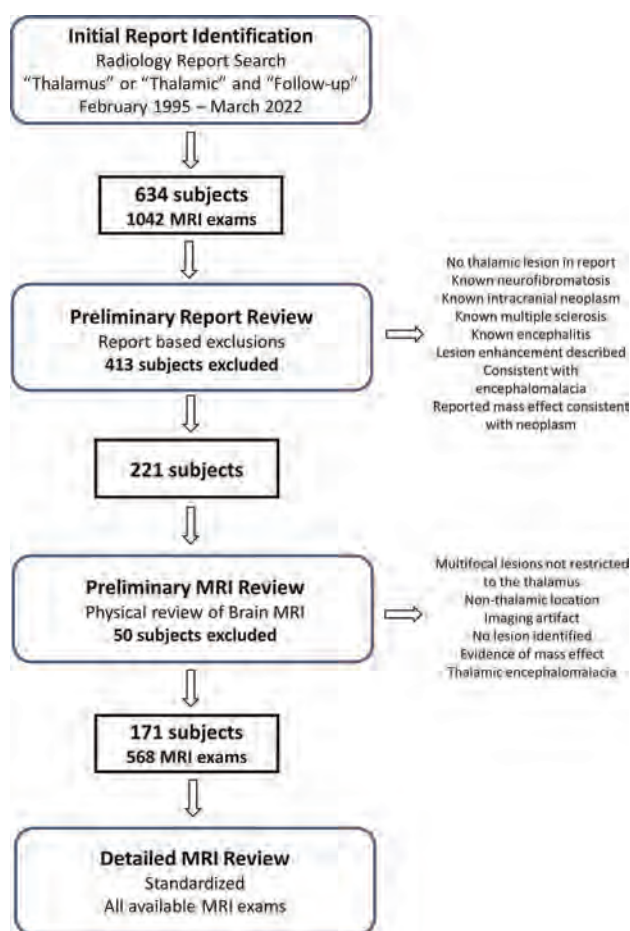 Initial Report Identification
Radiology Report Search
“Thalamus” or “Thalamic” and “Follow-up”
February 1995 – March 2022
634 subjects
1042 MRI exams
Preliminary Report Review
Report based exclusions
413 subjects excluded
No thalamic lesion in report
Known neurofibromatosis
Known intracranial neoplasm
Known multiple sclerosis
Known encephalitis
Lesion enhancement described
Consistent with
encephalomalacia
Reported mass effect consistent
with neoplasm
221 subjects
Preliminary MRI Review
Physical review of Brain MRI
50 subjects excluded
Multifocal lesions not restricted
to the thalamus
Non-thalamic location
Imaging artifact
No lesion identified
Evidence of mass effect
Thalamic encephalomalacia
171 subjects
568 MRI exams
Detailed MRI Review
Standardized
All available MRI exams